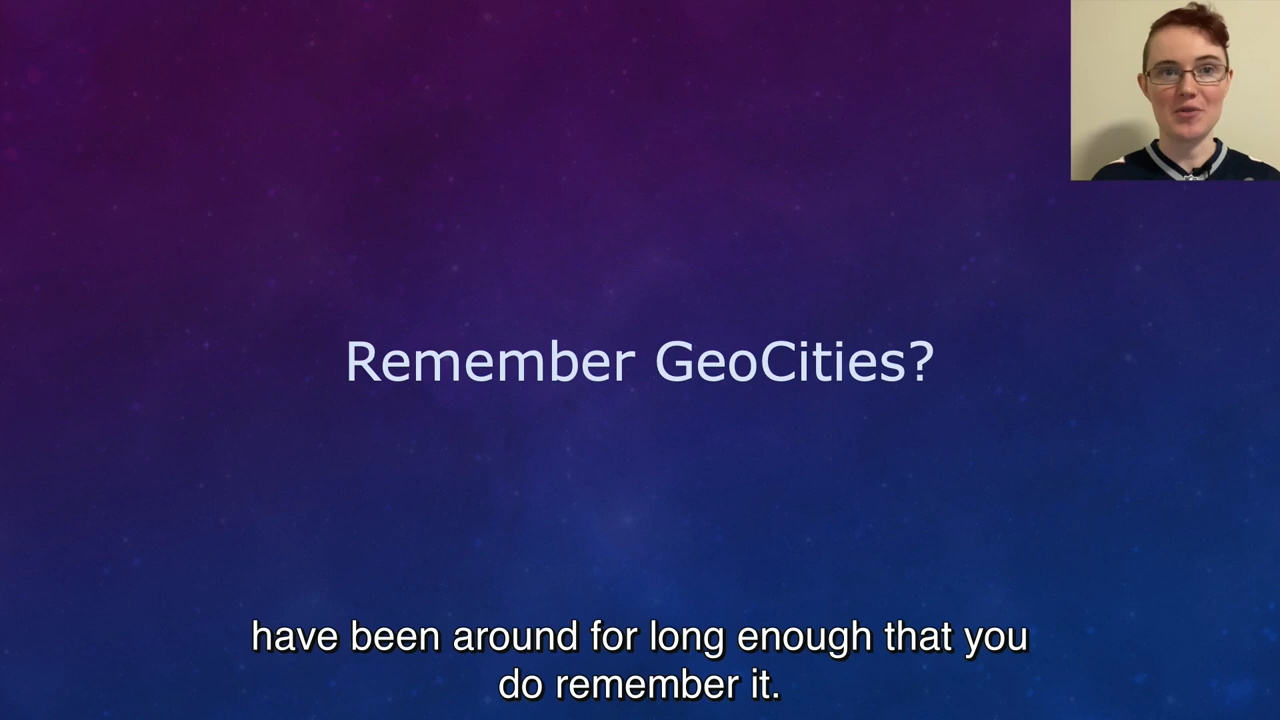 Remember GeoCities?
have been around for long enough that you
do remember it.